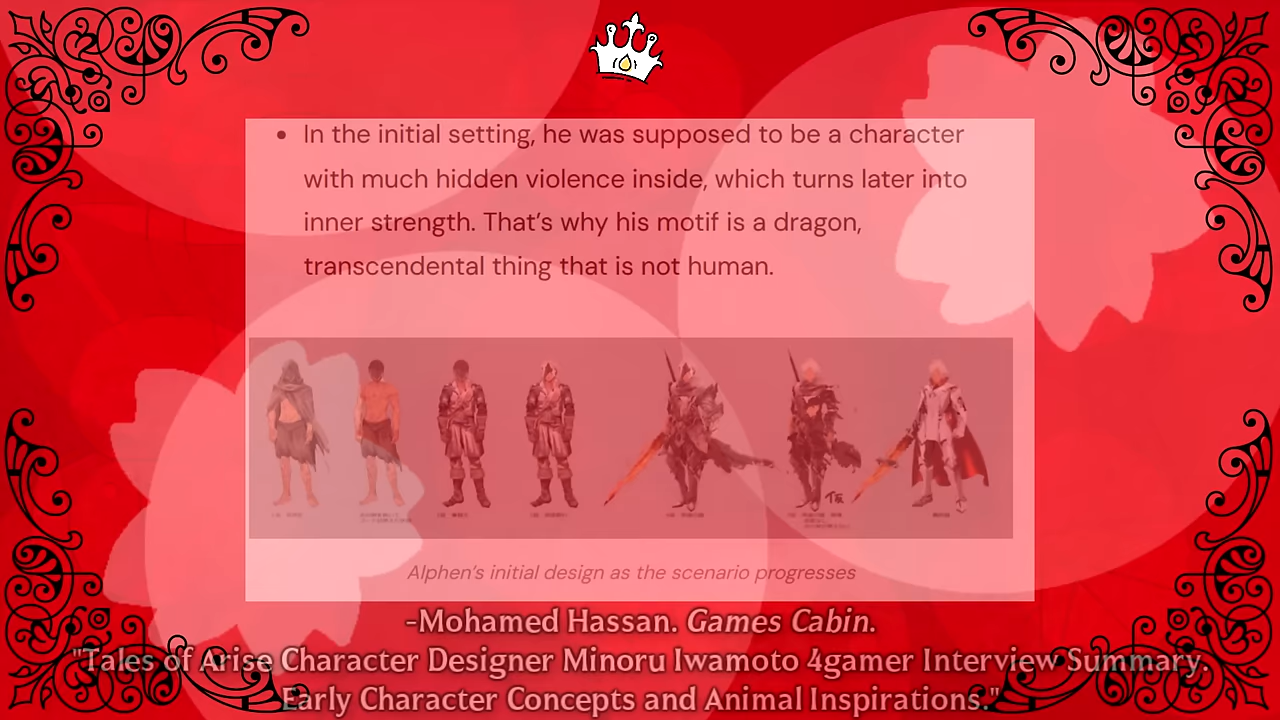 • In the initial setting, he was supposed to be a character
with much hidden violence inside, which turns later into
inner strength. That's why his motif is a dragon,
transcendental thing that is not human.
仮
Alphen's initial design as the scenario progresses
-Mohamed Hassan. Games Cabin.
"Tales of Arise Character Designer Minoru Iwamoto 4gamer Interview Summary.
Early Character Concepts and Animal Inspirations."